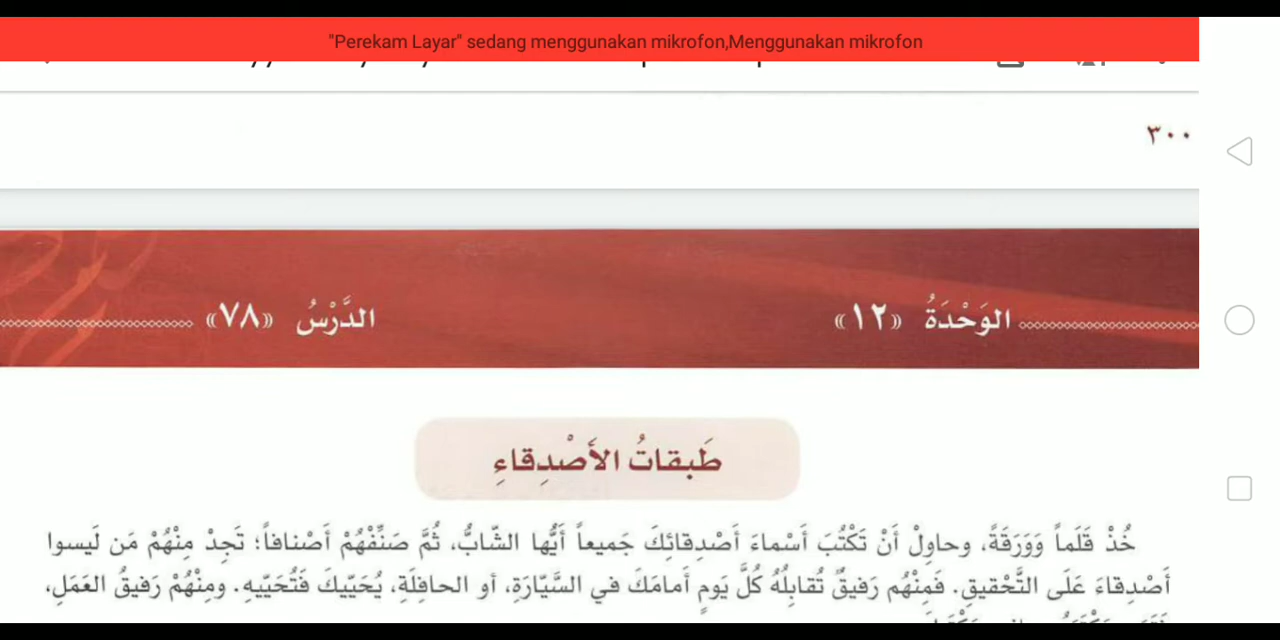 "Perekam Layar" sedang menggunakan mikrofon,Menggunakan mikrofon
٣٠٠
الوَحْدَةُ «١٢» الدَّرْسُ «٧٨»
طَبقاتُ الأَصْدِقاءِ
خُذْ قَلَماً وَوَرَقَةً، وحاوِلْ أَنْ تَكْتُبَ أَسْماءَ أَصْدِقائِكَ جَميعاً أَيُّها الشّابُّ، ثُمَّ صَنِّفْهُمْ أَصْنافاً؛ تَجِدْ مِنْهُمْ مَن لَيسوا
أَصْدِقاءَ عَلَى التَّحْقيقِ. فَمِنْهُم رَفيقٌ تُقابِلُهُ كُلَّ يَومٍ أَمامَكَ في السَّيّارَةِ، أو الحافِلَةِ، يُحَيّيكَ فَتُحَيّيهِ. ومِنْهُمْ رَفيقُ العَمَلِ،